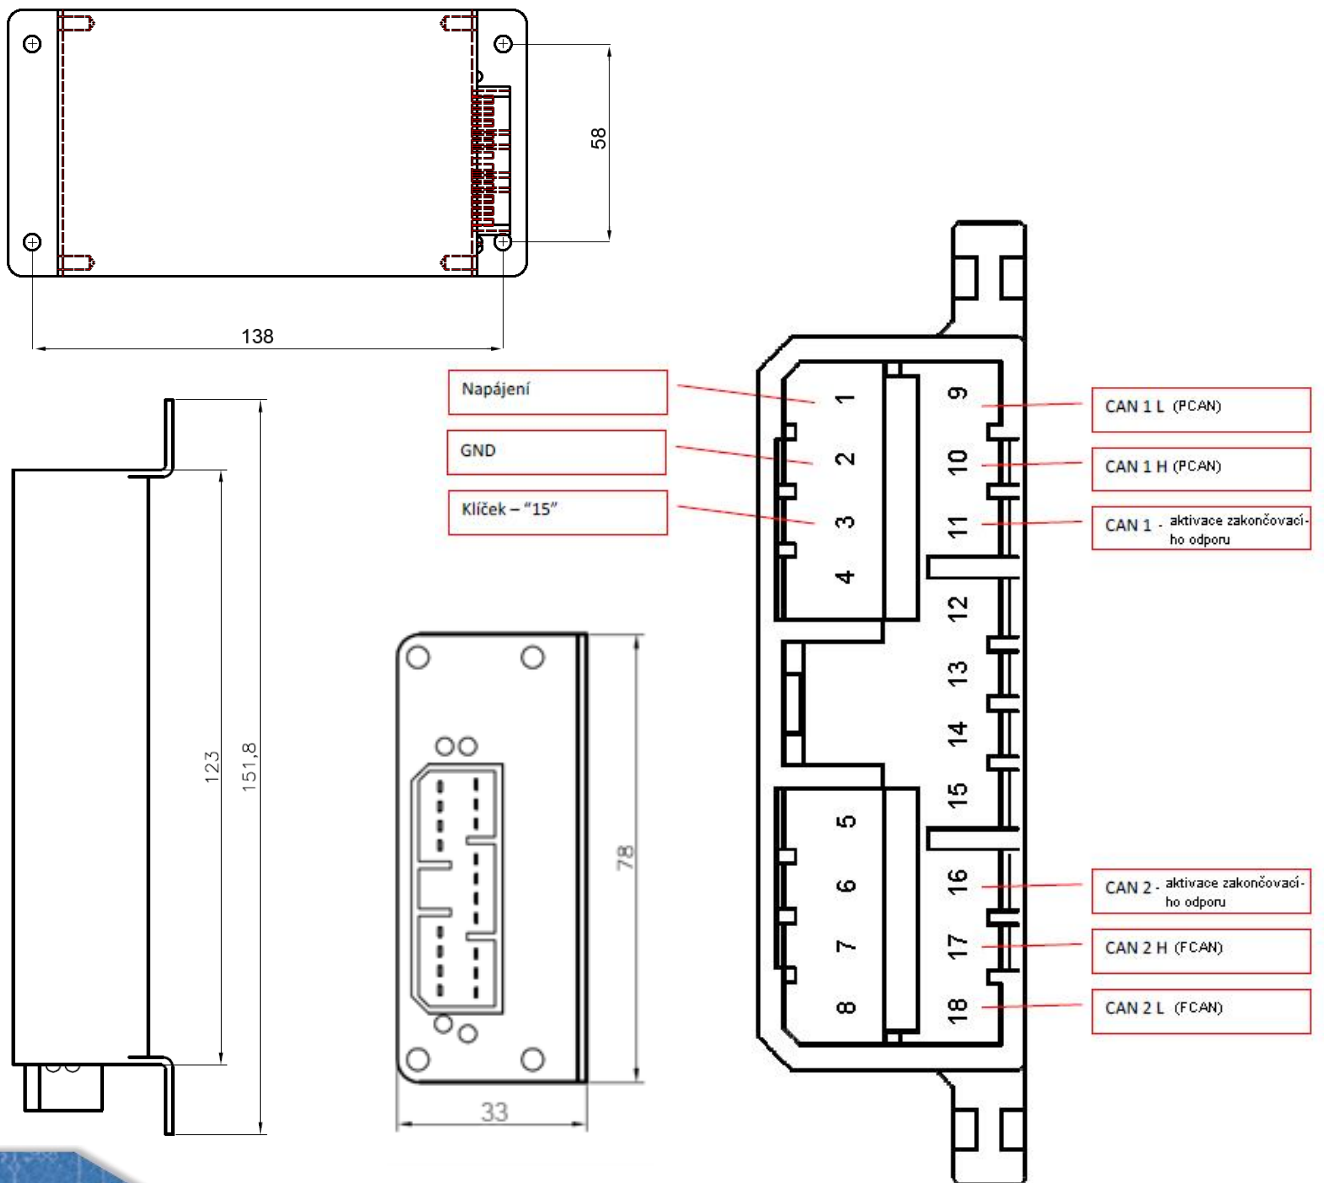 58
138
Napájení
GND
Klíček – “15”
1
2
3
4
5
6
7
8
9
10
11
12
13
14
15
16
17
18
CAN 1 L (PCAN)
CAN 1 H (PCAN)
CAN 1 - aktivace zakončovací-
ho odporu
CAN 2 - aktivace zakončovací-
ho odporu
CAN 2 H (FCAN)
CAN 2 L (FCAN)
123
151,8
78
33